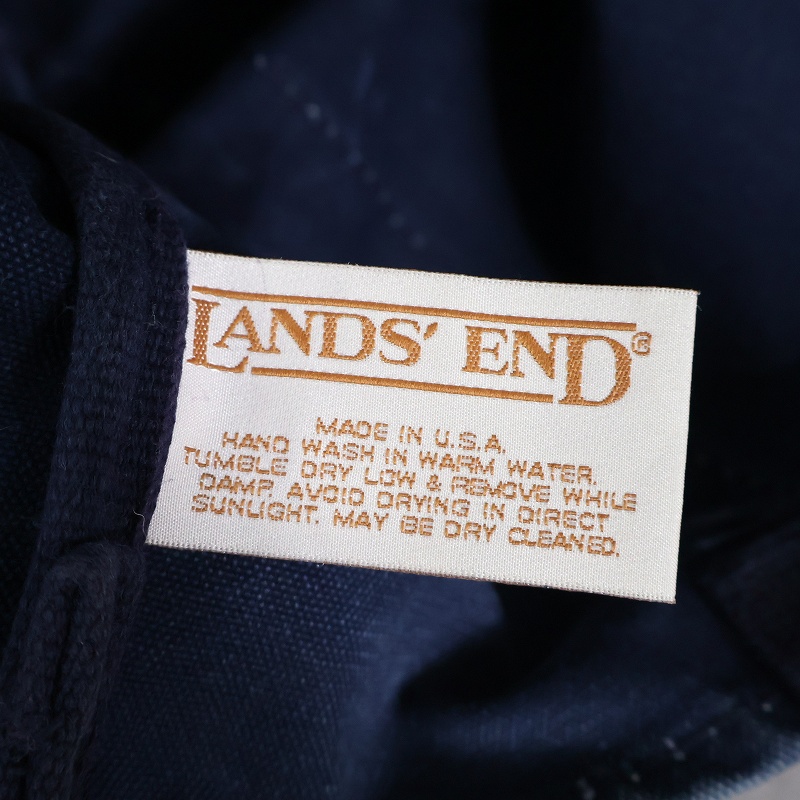 LANDS' END®
MADE IN U.S.A.
HAND WASH IN WARM WATER.
TUMBLE DRY LOW & REMOVE WHILE
DAMP. AVOID DRYING IN DIRECT
SUNLIGHT. MAY BE DRY CLEANED.